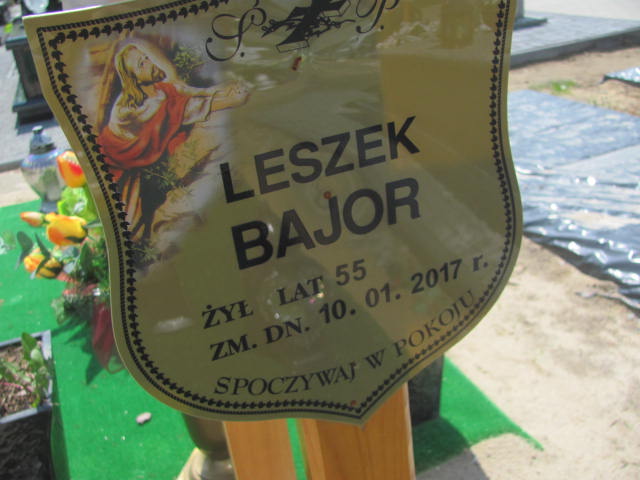 Ś. P.
LESZEK
BAJOR
ŻYŁ LAT 55
ZM. DN. 10. 01. 2017 r.
SPOCZYWAJ W POKOJU